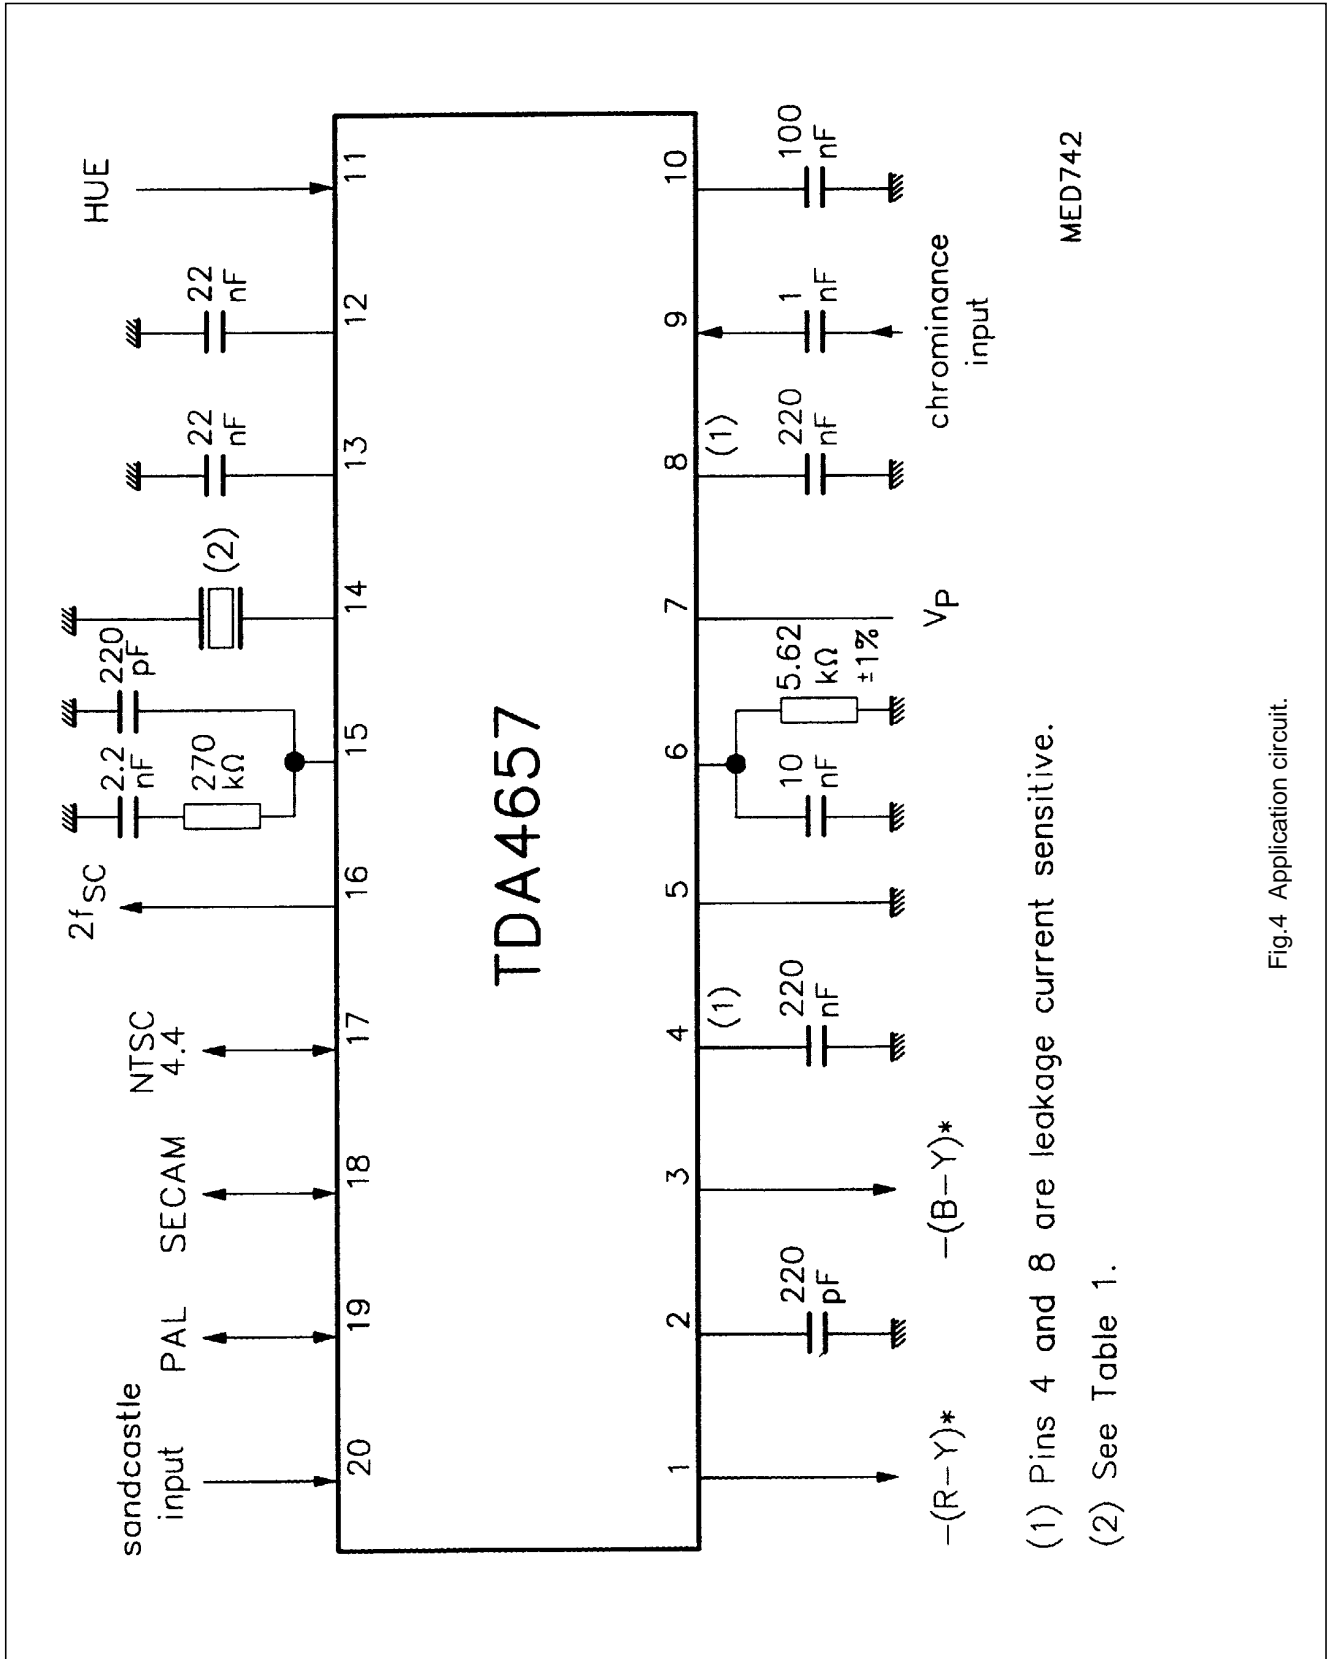 sandcastle
input
PAL
SECAM
NTSC
4.4
2fSC
2.2
nF
270
kΩ
220
pF
(2)
22
nF
22
nF
HUE
20
19
18
17
16
15
14
13
12
11
TDA4657
1
2
3
4
5
6
7
8
9
10
(1)
(1)
220
pF
220
nF
10
nF
5.62
kΩ
±1%
220
nF
1
nF
100
nF
−(R−Y)*
−(B−Y)*
VP
chrominance
input
(1) Pins 4 and 8 are leakage current sensitive.
(2) See Table 1.
MED742
Fig.4 Application circuit.